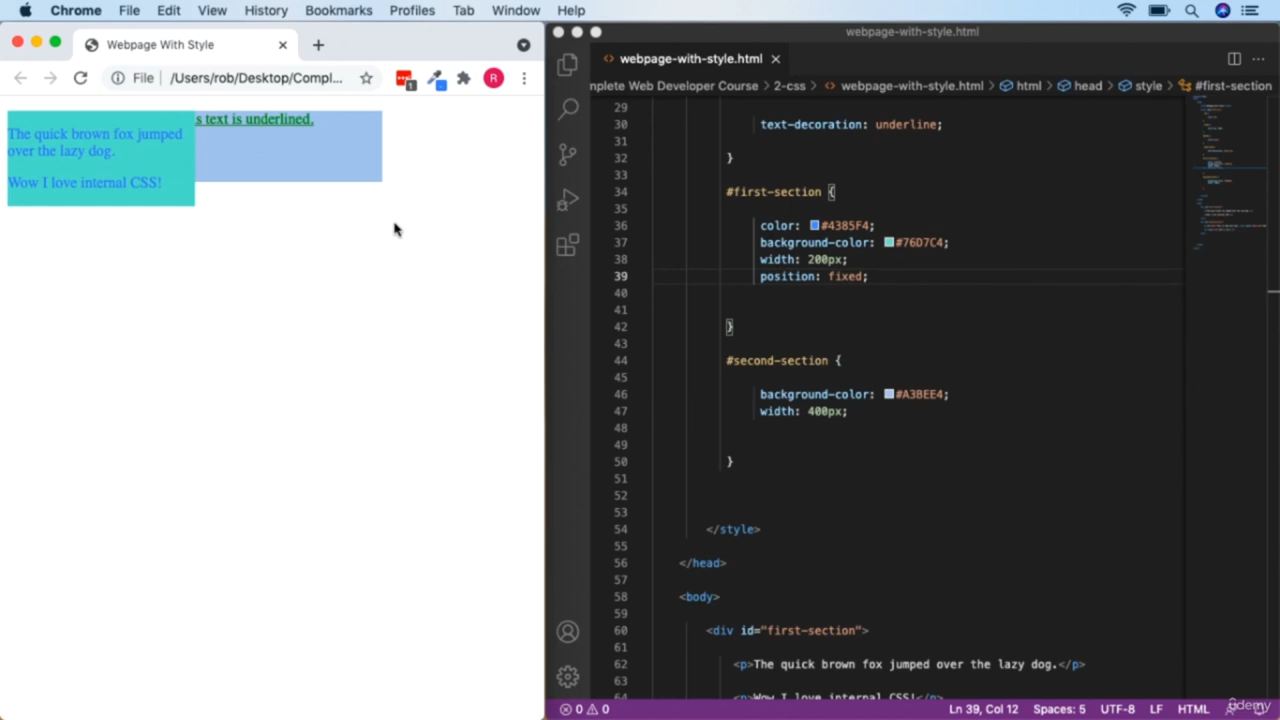 Chrome File Edit View History Bookmarks Profiles Tab Window Help
Webpage With Style
File /Users/rob/Desktop/Compl...
1
R
s text is underlined.
The quick brown fox jumped
over the lazy dog.
Wow I love internal CSS!
webpage-with-style.html
webpage-with-style.html
nplete Web Developer Course > 2-css > webpage-with-style.html > html > head > style > #first-section
29
30 text-decoration: underline;
31
32 }
33
34 #first-section {
35
36 color: #4385F4;
37 background-color: #76D7C4;
38 width: 200px;
39 position: fixed;
40
41
42 }
43
44 #second-section {
45
46 background-color: #A3BEE4;
47 width: 400px;
48
49
50 }
51
52
53
54 </style>
55
56 </head>
57
58 <body>
59
60 <div id="first-section">
61
62 <p>The quick brown fox jumped over the lazy dog.</p>
63
64 <p>Wow I love internal CSS!</p>
0 0 Ln 39, Col 12 Spaces: 5 UTF-8 LF HTML
udemy